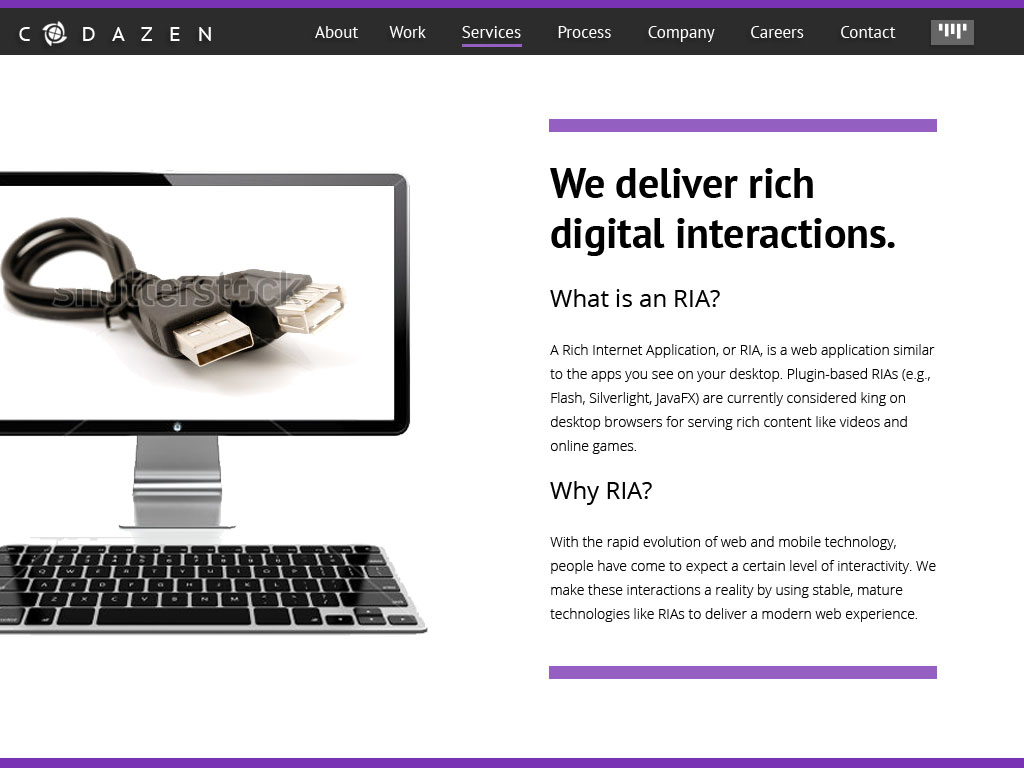 CODAZEN
About Work Services Process Company Careers Contact
We deliver rich
digital interactions.
What is an RIA?
A Rich Internet Application, or RIA, is a web application similar
to the apps you see on your desktop. Plugin-based RIAs (e.g.,
Flash, Silverlight, JavaFX) are currently considered king on
desktop browsers for serving rich content like videos and
online games.
Why RIA?
With the rapid evolution of web and mobile technology,
people have come to expect a certain level of interactivity. We
make these interactions a reality by using stable, mature
technologies like RIAs to deliver a modern web experience.
shutterstock